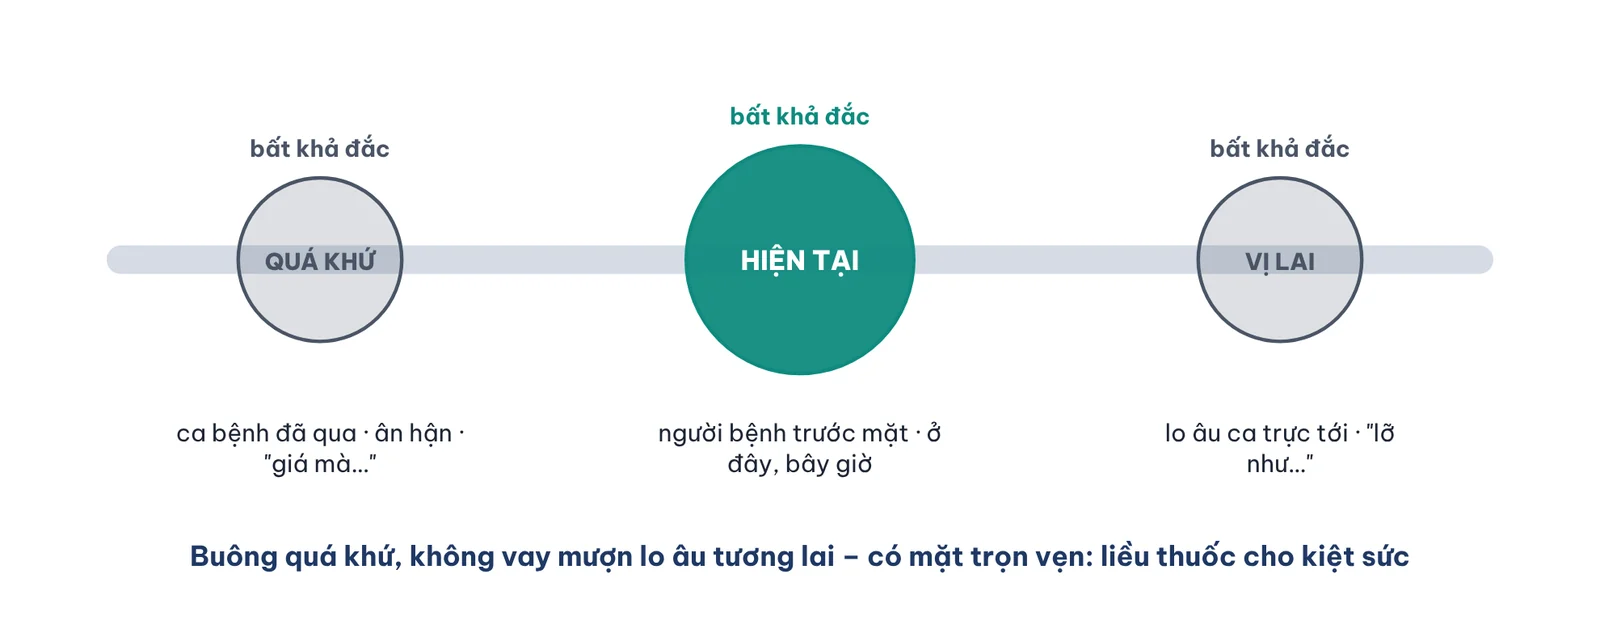 bất khả đắc
bất khả đắc
bất khả đắc
QUÁ KHỨ
HIỆN TẠI
VỊ LAI
ca bệnh đã qua · ân hận ·
"giá mà..."
người bệnh trước mặt · ở
đây, bây giờ
lo âu ca trực tới · "lỡ
như..."
Buông quá khứ, không vay mượn lo âu tương lai – có mặt trọn vẹn: liều thuốc cho kiệt sức